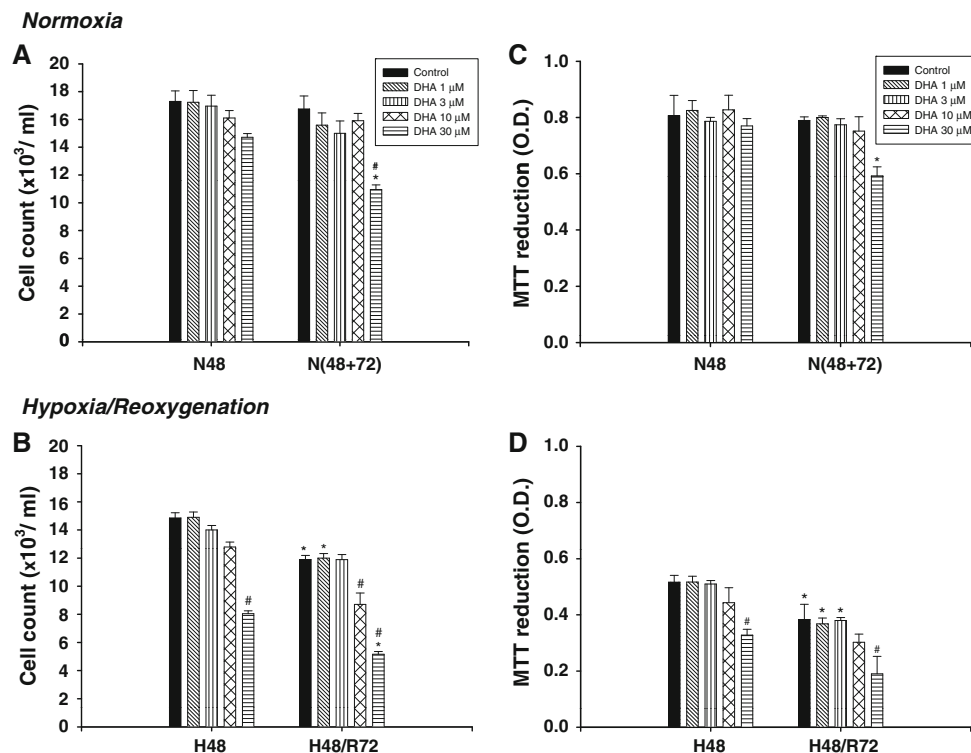 Normoxia
A
Cell count (x10³/ ml)
20
18
16
14
12
10
8
6
4
2
0
Control
DHA 1 µM
DHA 3 µM
DHA 10 µM
DHA 30 µM
#
*
N48
N(48+72)
C
MTT reduction (O.D.)
1.0
0.8
0.6
0.4
0.2
0.0
Control
DHA 1 µM
DHA 3 µM
DHA 10 µM
DHA 30 µM
*
N48
N(48+72)
Hypoxia/Reoxygenation
B
Cell count (x10³/ ml)
20
18
16
14
12
10
8
6
4
2
0
#
* *
#
#
*
H48
H48/R72
D
MTT reduction (O.D.)
1.0
0.8
0.6
0.4
0.2
0.0
#
* * *
#
H48
H48/R72